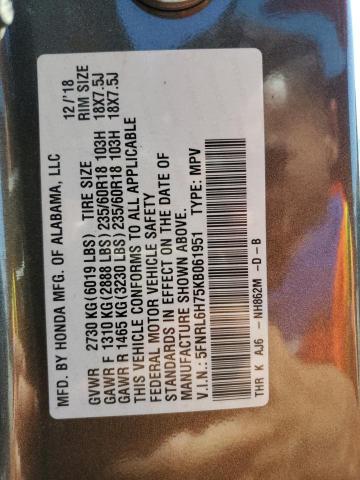 MFD. BY HONDA MFG. OF ALABAMA, LLC 12/'18
GVWR 2730 KG(6019 LBS) TIRE SIZE RIM SIZE
GAWR F 1310 KG(2888 LBS) 235/60R18 103H 18X7.5J
GAWR R 1465 KG(3230 LBS) 235/60R18 103H 18X7.5J
THIS VEHICLE CONFORMS TO ALL APPLICABLE
FEDERAL MOTOR VEHICLE SAFETY
STANDARDS IN EFFECT ON THE DATE OF
MANUFACTURE SHOWN ABOVE.
V.I.N.: 5FNRL6H75KB061951 TYPE: MPV
THR K AJ6 - NH862M -D -B